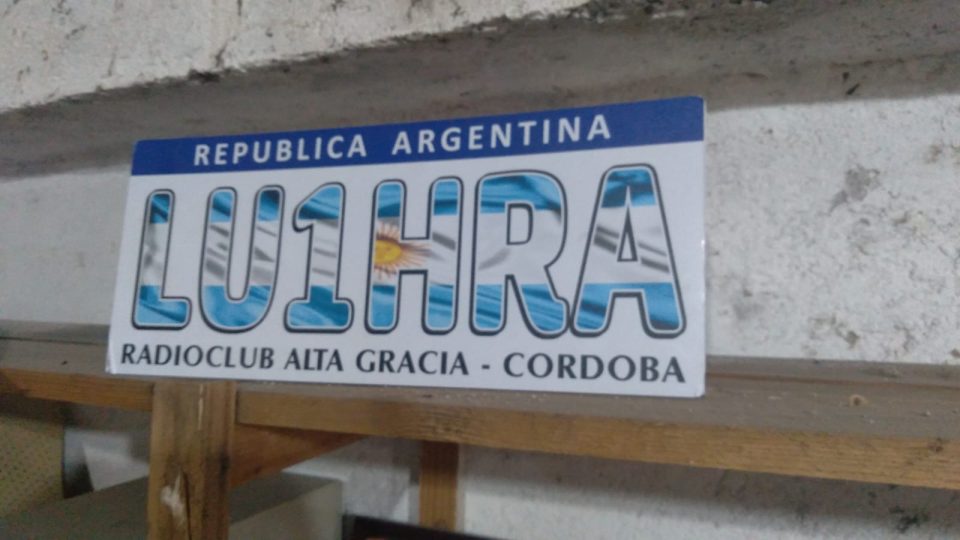 REPUBLICA ARGENTINA
LU1HRA
RADIOCLUB ALTA GRACIA - CORDOBA